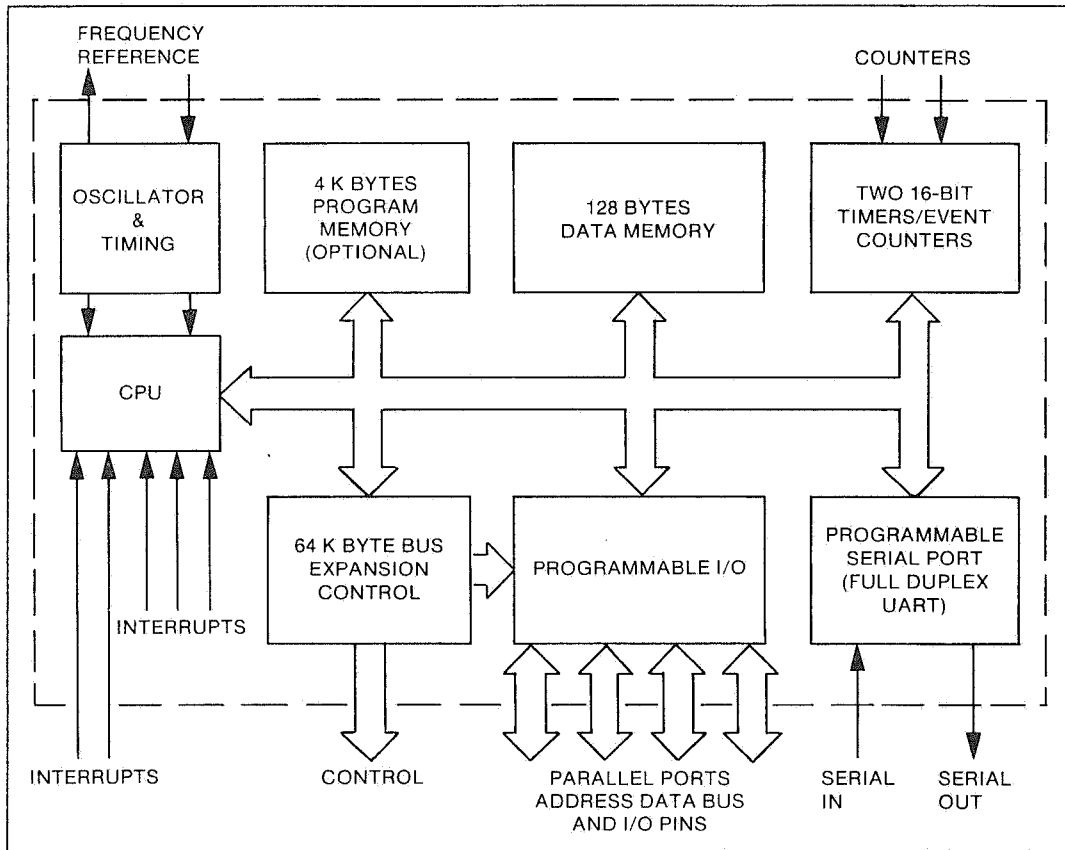 FREQUENCY
REFERENCE
COUNTERS
OSCILLATOR
&
TIMING
4 K BYTES
PROGRAM
MEMORY
(OPTIONAL)
128 BYTES
DATA MEMORY
TWO 16-BIT
TIMERS/EVENT
COUNTERS
CPU
64 K BYTE BUS
EXPANSION
CONTROL
PROGRAMMABLE I/O
PROGRAMMABLE
SERIAL PORT
(FULL DUPLEX
UART)
INTERRUPTS
INTERRUPTS
CONTROL
PARALLEL PORTS
ADDRESS DATA BUS
AND I/O PINS
SERIAL
IN
SERIAL
OUT